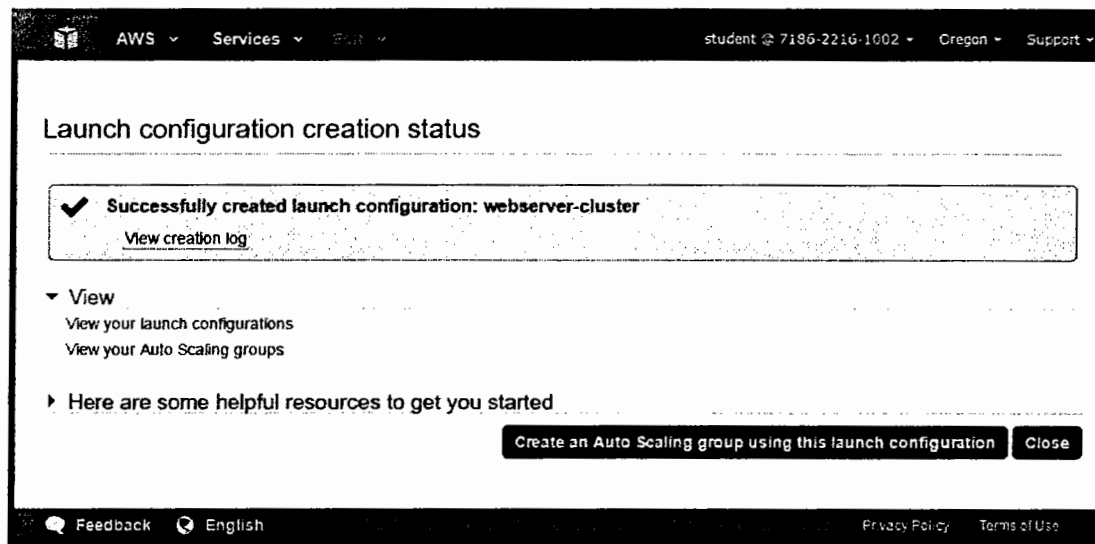 AWS Services Edit student @ 7186-2216-1002 Oregon Support
Launch configuration creation status
Successfully created launch configuration: webserver-cluster
View creation log
View
View your launch configurations
View your Auto Scaling groups
Here are some helpful resources to get you started
Create an Auto Scaling group using this launch configuration Close
Feedback English Privacy Policy Terms of Use